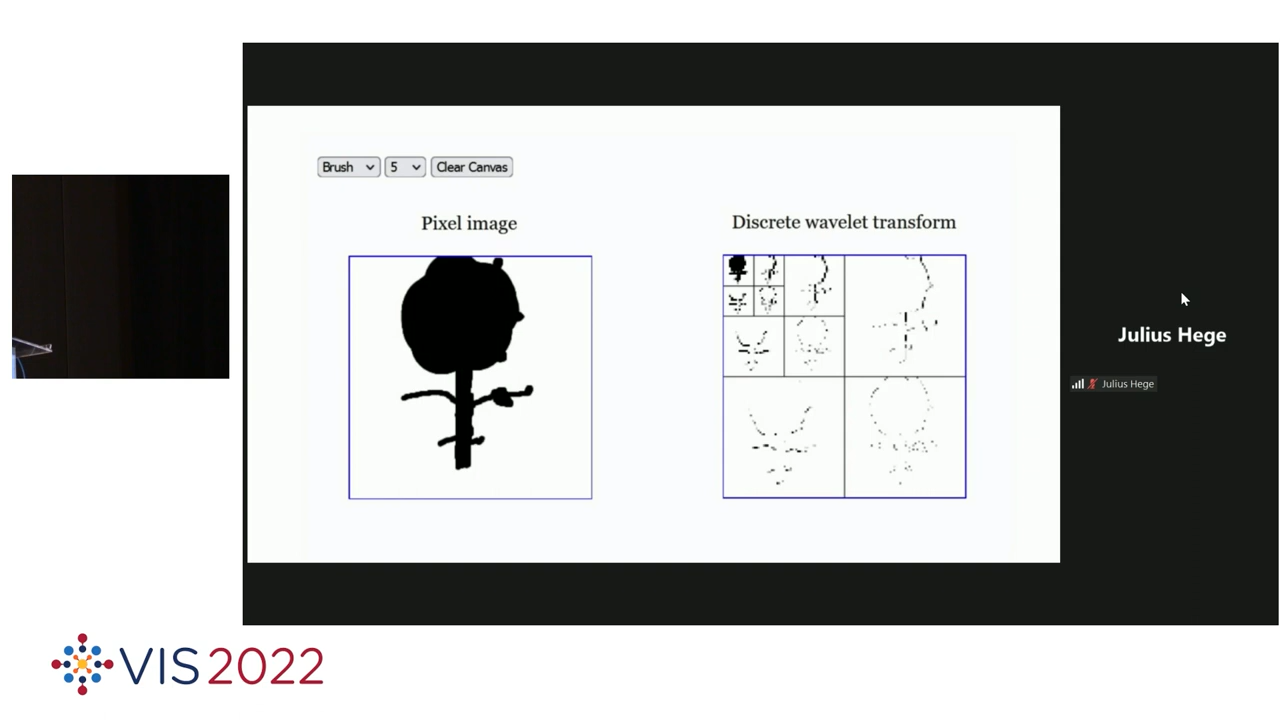 Brush
5
Clear Canvas
Pixel image
Discrete wavelet transform
Julius Hege
Julius Hege
VIS2022